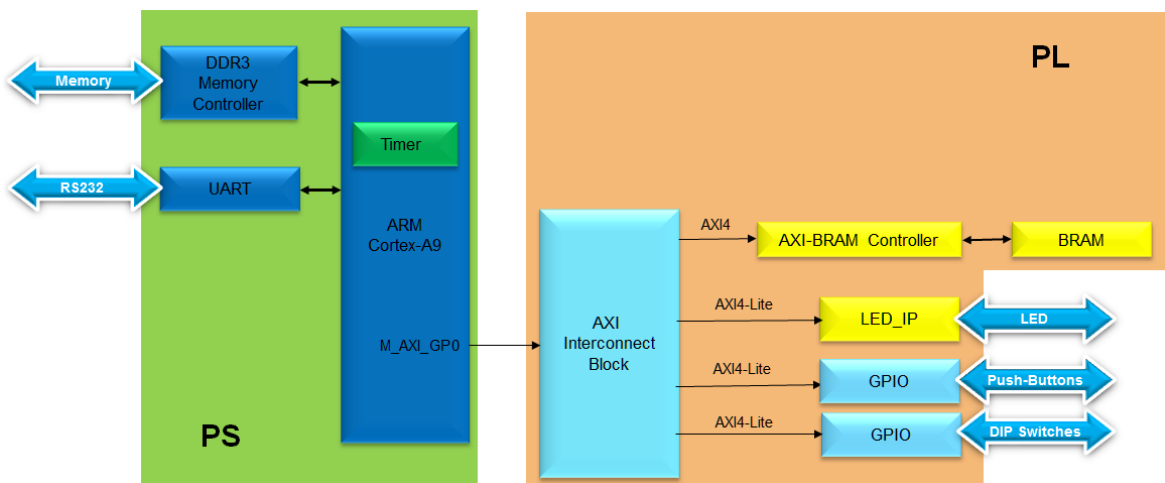 PL
DDR3
Memory
Controller
Memory
Timer
UART
RS232
ARM
Cortex-A9
M_AXI_GP0
PS
AXI
Interconnect
Block
AXI4
AXI-BRAM Controller
BRAM
AXI4-Lite
LED_IP
LED
AXI4-Lite
GPIO
Push-Buttons
AXI4-Lite
GPIO
DIP Switches